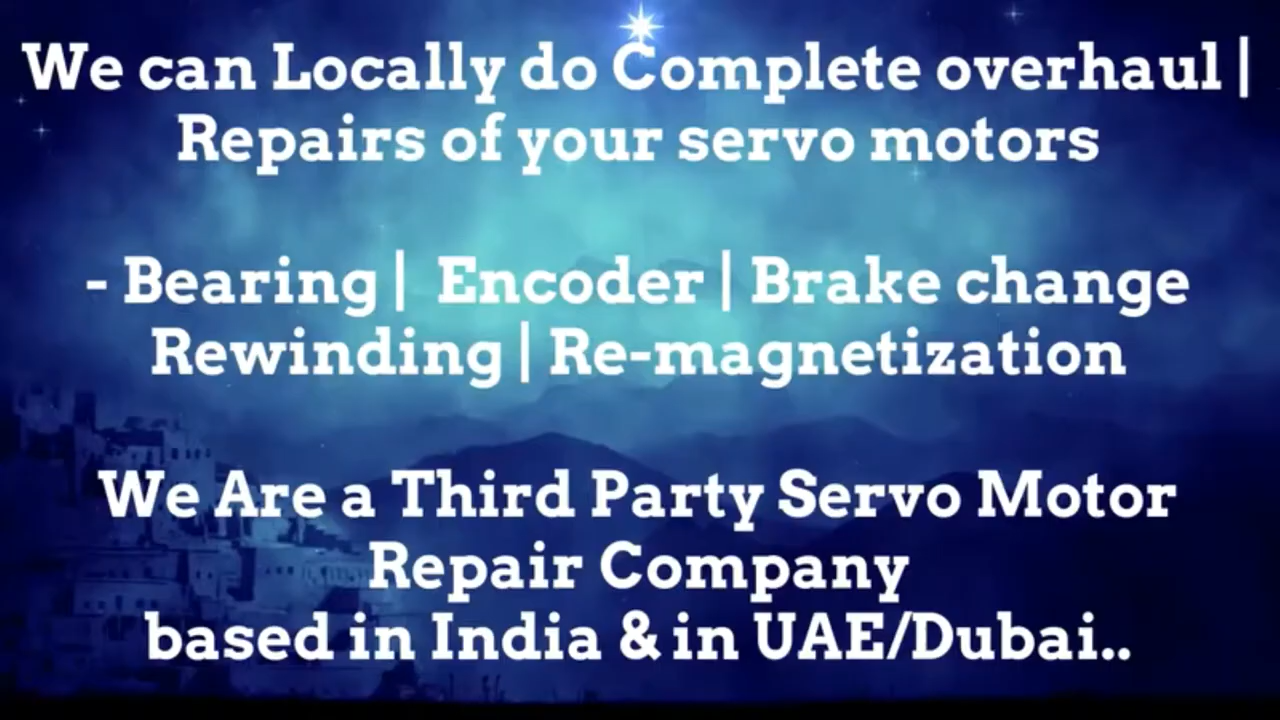 We can Locally do Complete overhaul |
Repairs of your servo motors
- Bearing | Encoder | Brake change
Rewinding | Re-magnetization
We Are a Third Party Servo Motor
Repair Company
based in India & in UAE/Dubai..